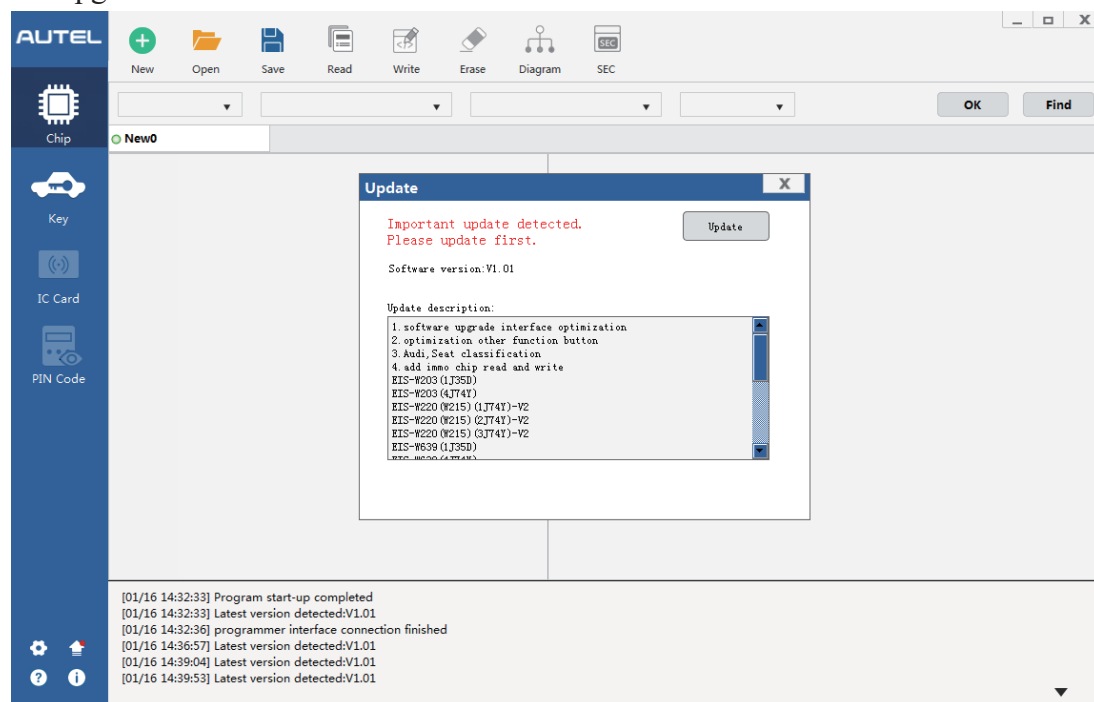 AUTEL
New Open Save Read Write Erase Diagram SEC
SEC
OK Find
Chip
New0
Key
IC Card
PIN Code
Update X
Important update detected.
Please update first.
Update
Software version:V1.01
Update description:
1.software upgrade interface optimization
2.optimization other function button
3.Audi,Seat classification
4.add immo chip read and write
EIS-W203(1J35D)
EIS-W203(4J74Y)
EIS-W220(W215)(1J74Y)-V2
EIS-W220(W215)(2J74Y)-V2
EIS-W220(W215)(3J74Y)-V2
EIS-W639(1J35D)
[01/16 14:32:33] Program start-up completed
[01/16 14:32:33] Latest version detected:V1.01
[01/16 14:32:36] programmer interface connection finished
[01/16 14:36:57] Latest version detected:V1.01
[01/16 14:39:04] Latest version detected:V1.01
[01/16 14:39:53] Latest version detected:V1.01